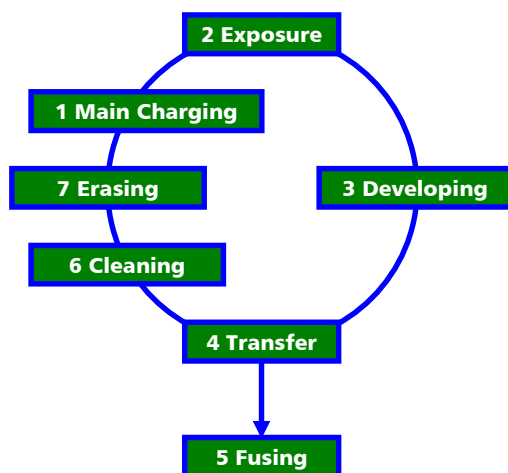 2 Exposure
1 Main Charging
7 Erasing
3 Developing
6 Cleaning
4 Transfer
5 Fusing